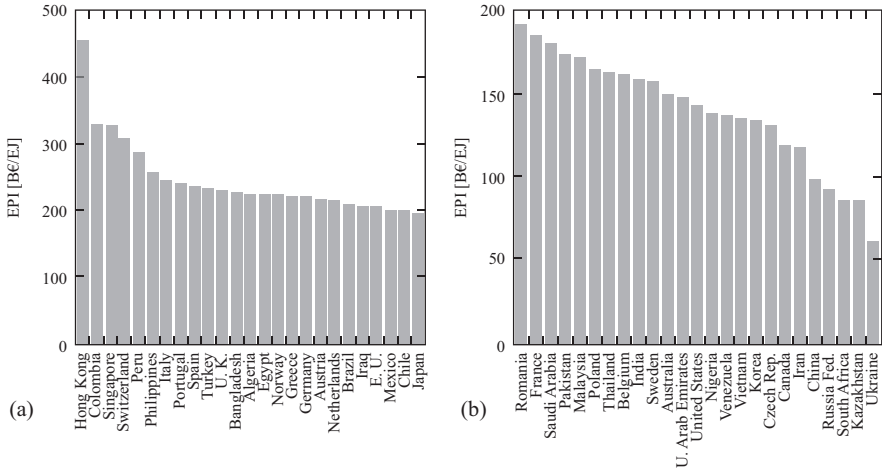 500
400
300
200
100
0
EPI [B€/EJ]
Hong Kong
Colombia
Singapore
Switzerland
Peru
Philippines
Italy
Portugal
Spain
Turkey
U. K.
Bangladesh
Algeria
Egypt
Norway
Greece
Germany
Austria
Netherlands
Brazil
Iraq
E. U.
Mexico
Chile
Japan
(a)
200
150
100
50
0
EPI [B€/EJ]
Romania
France
Saudi Arabia
Pakistan
Malaysia
Poland
Thailand
Belgium
India
Sweden
Australia
U. Arab Emirates
United States
Nigeria
Venezuela
Vietnam
Korea
Czech Rep.
Canada
Iran
China
Russia Fed.
South Africa
Kazakhstan
Ukraine
(b)